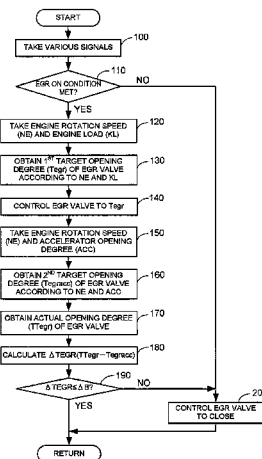 START
100
TAKE VARIOUS SIGNALS
110
EGR ON CONDITION
MET?
NO
YES
120
TAKE ENGINE ROTATION SPEED
(NE) AND ENGINE LOAD (KL)
130
OBTAIN 1ST TARGET OPENING
DEGREE (Tegr) OF EGR VALVE
ACCORDING TO NE AND KL
140
CONTROL EGR VALVE TO Tegr
150
TAKE ENGINE ROTATION SPEED
(NE) AND ACCELERATOR OPENING
DEGREE (ACC)
160
OBTAIN 2ND TARGET OPENING
DEGREE (Tegracc) OF EGR VALVE
ACCORDING TO NE AND ACC
170
OBTAIN ACTUAL OPENING DEGREE
(TTegr) OF EGR VALVE
180
CALCULATE ΔTEGR(TTegr−Tegracc)
190
NO
YES
CONTROL EGR VALVE
TO CLOSE
RETURN